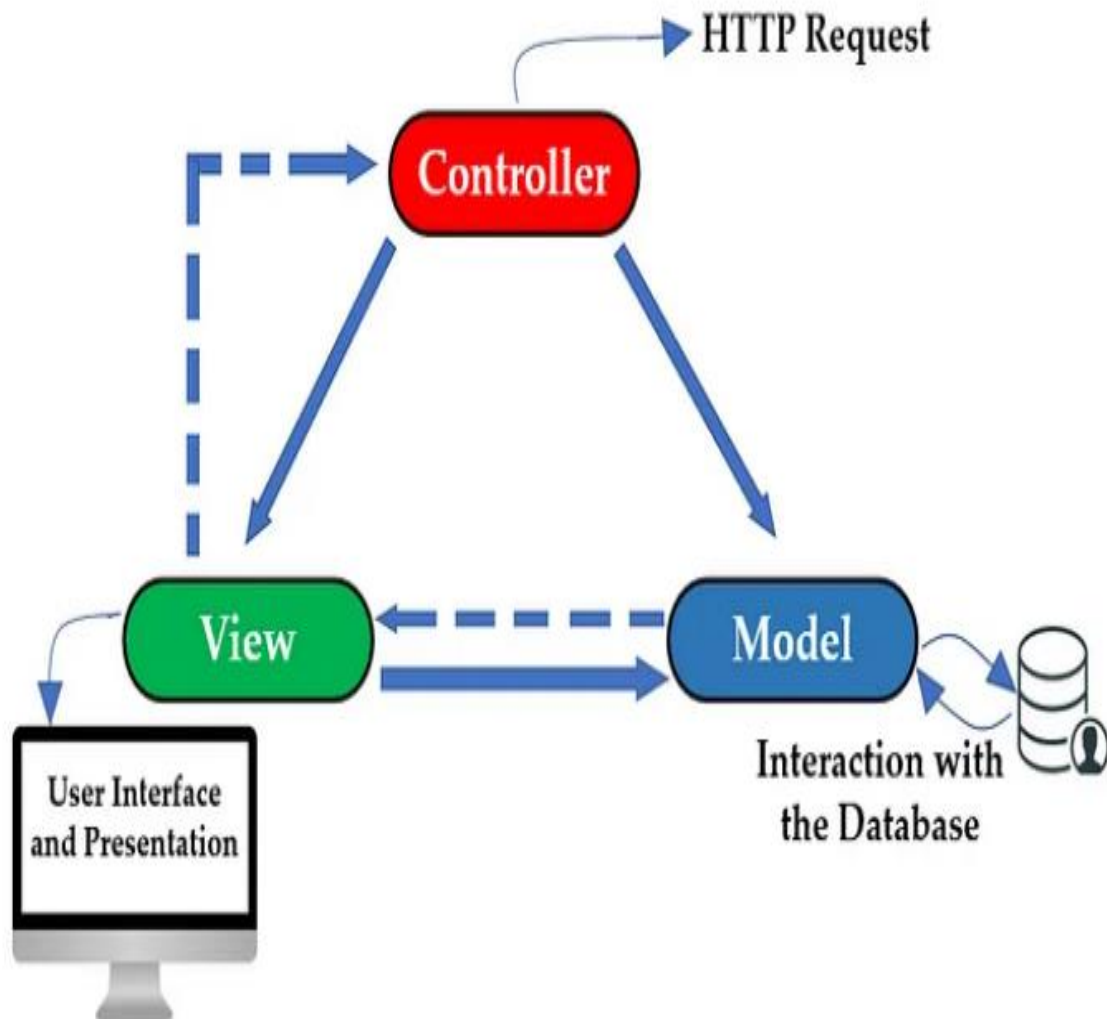 HTTP Request
Controller
View
Model
User Interface
and Presentation
Interaction with
the Database